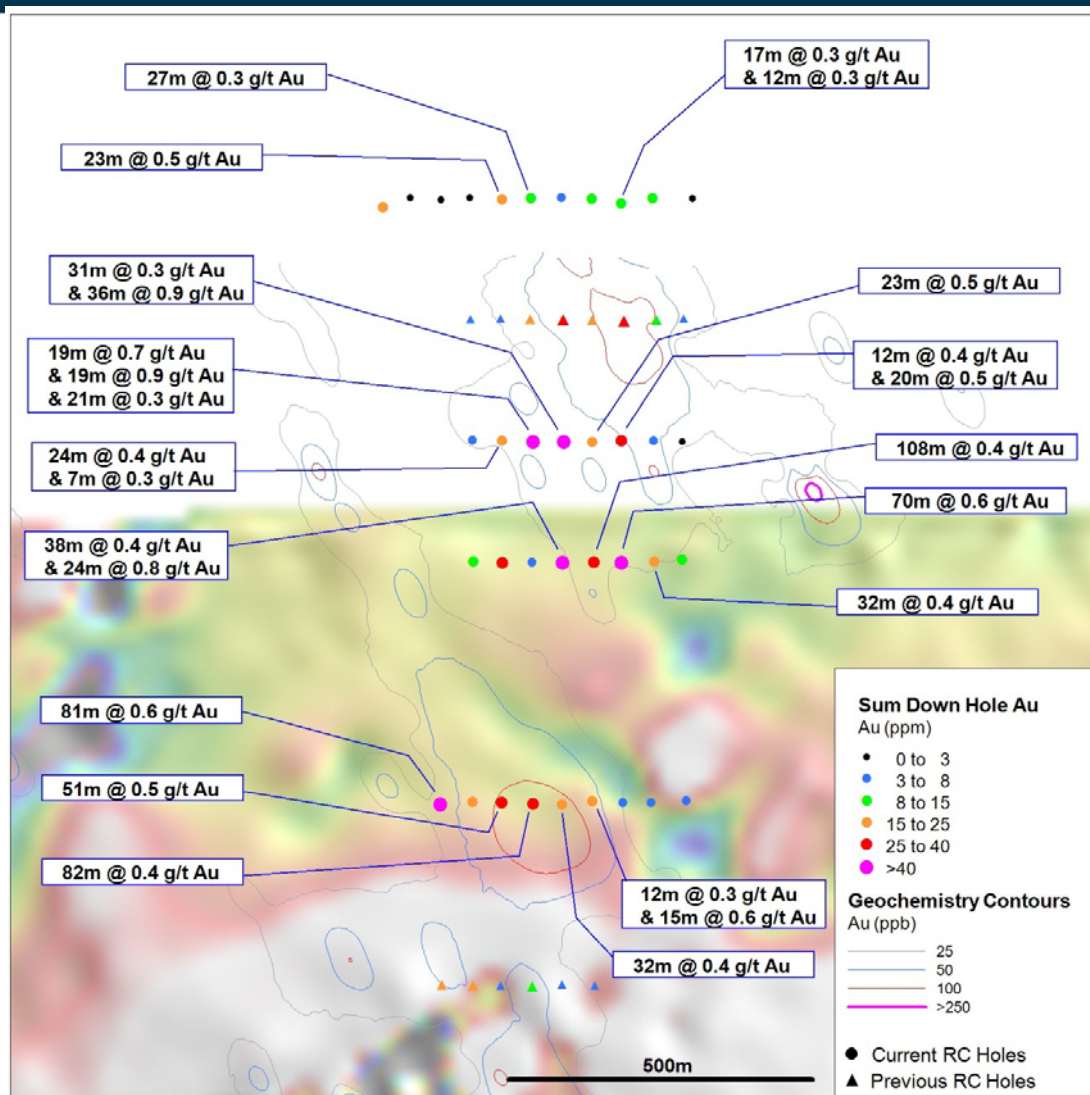 17m @ 0.3 g/t Au
& 12m @ 0.3 g/t Au
27m @ 0.3 g/t Au
23m @ 0.5 g/t Au
31m @ 0.3 g/t Au
& 36m @ 0.9 g/t Au
23m @ 0.5 g/t Au
19m @ 0.7 g/t Au
& 19m @ 0.9 g/t Au
& 21m @ 0.3 g/t Au
12m @ 0.4 g/t Au
& 20m @ 0.5 g/t Au
24m @ 0.4 g/t Au
& 7m @ 0.3 g/t Au
108m @ 0.4 g/t Au
70m @ 0.6 g/t Au
38m @ 0.4 g/t Au
& 24m @ 0.8 g/t Au
32m @ 0.4 g/t Au
81m @ 0.6 g/t Au
51m @ 0.5 g/t Au
82m @ 0.4 g/t Au
12m @ 0.3 g/t Au
& 15m @ 0.6 g/t Au
32m @ 0.4 g/t Au
500m
Sum Down Hole Au
Au (ppm)
0 to 3
3 to 8
8 to 15
15 to 25
25 to 40
>40
Geochemistry Contours
Au (ppb)
25
50
100
>250
Current RC Holes
Previous RC Holes